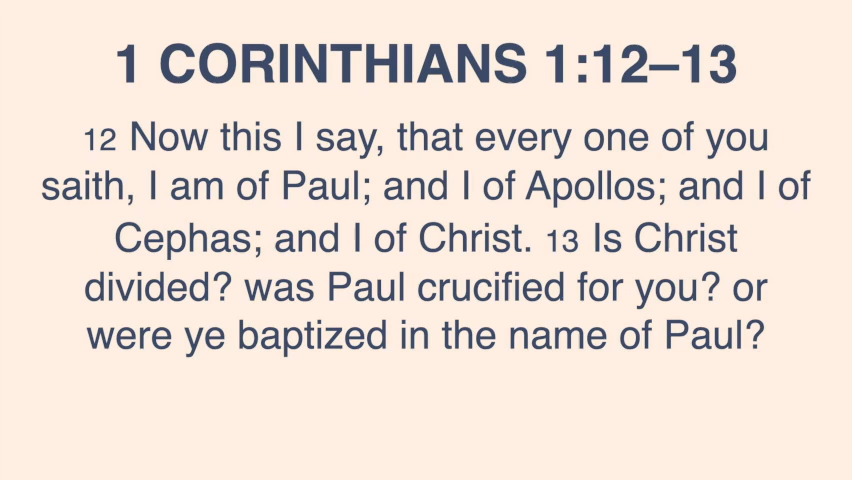 1 CORINTHIANS 1:12–13
12 Now this I say, that every one of you
saith, I am of Paul; and I of Apollos; and I of
Cephas; and I of Christ. 13 Is Christ
divided? was Paul crucified for you? or
were ye baptized in the name of Paul?